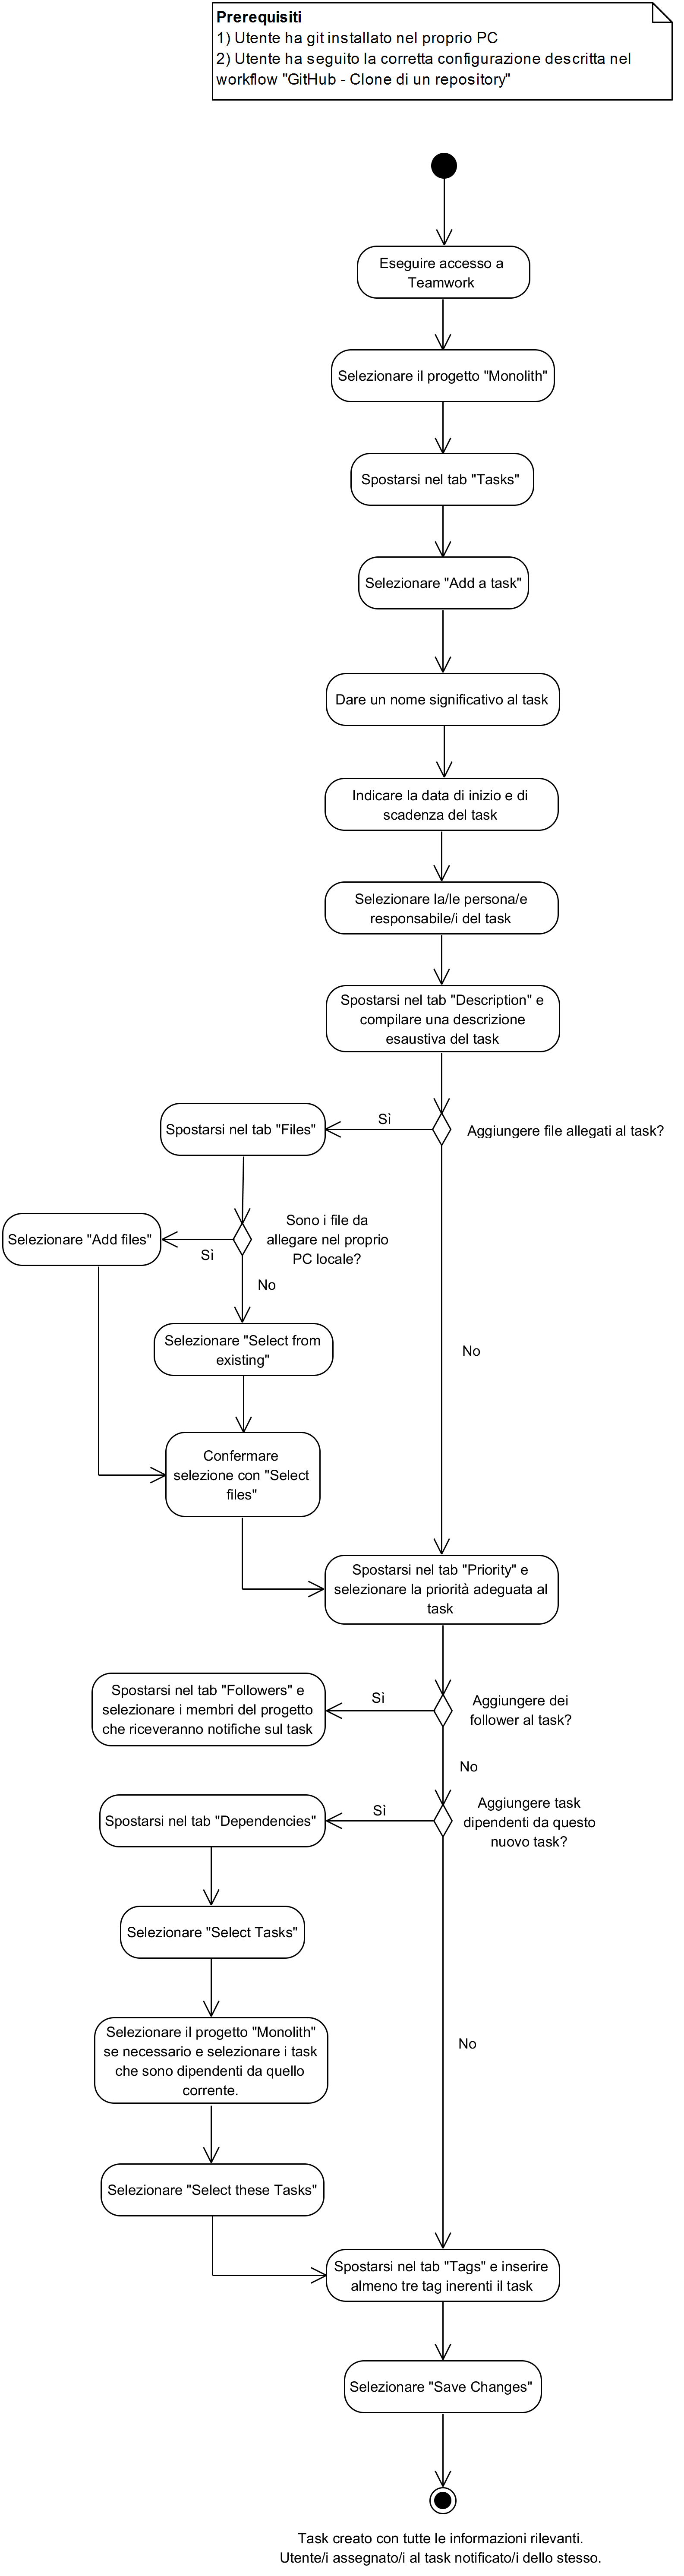 Prerequisiti
1) Utente ha git installato nel proprio PC
2) Utente ha seguito la corretta configurazione descritta nel
workflow "GitHub - Clone di un repository"
Eseguire accesso a
Teamwork
Selezionare il progetto "Monolith"
Spostarsi nel tab "Tasks"
Selezionare "Add a task"
Dare un nome significativo al task
Indicare la data di inizio e di
scadenza del task
Selezionare la/le persona/e
responsabile/i del task
Spostarsi nel tab "Description" e
compilare una descrizione
esaustiva del task
Aggiungere file allegati al task?
Sì
Spostarsi nel tab "Files"
Sono i file da
allegare nel proprio
PC locale?
Sì
Selezionare "Add files"
No
Selezionare "Select from
existing"
No
Confermare
selezione con "Select
files"
Spostarsi nel tab "Priority" e
selezionare la priorità adeguata al
task
Aggiungere dei
follower al task?
Sì
Spostarsi nel tab "Followers" e
selezionare i membri del progetto
che riceveranno notifiche sul task
No
Aggiungere task
dipendenti da questo
nuovo task?
Sì
Spostarsi nel tab "Dependencies"
Selezionare "Select Tasks"
Selezionare il progetto "Monolith"
se necessario e selezionare i task
che sono dipendenti da quello
corrente.
No
Selezionare "Select these Tasks"
Spostarsi nel tab "Tags" e inserire
almeno tre tag inerenti il task
Selezionare "Save Changes"
Task creato con tutte le informazioni rilevanti.
Utente/i assegnato/i al task notificato/i dello stesso.